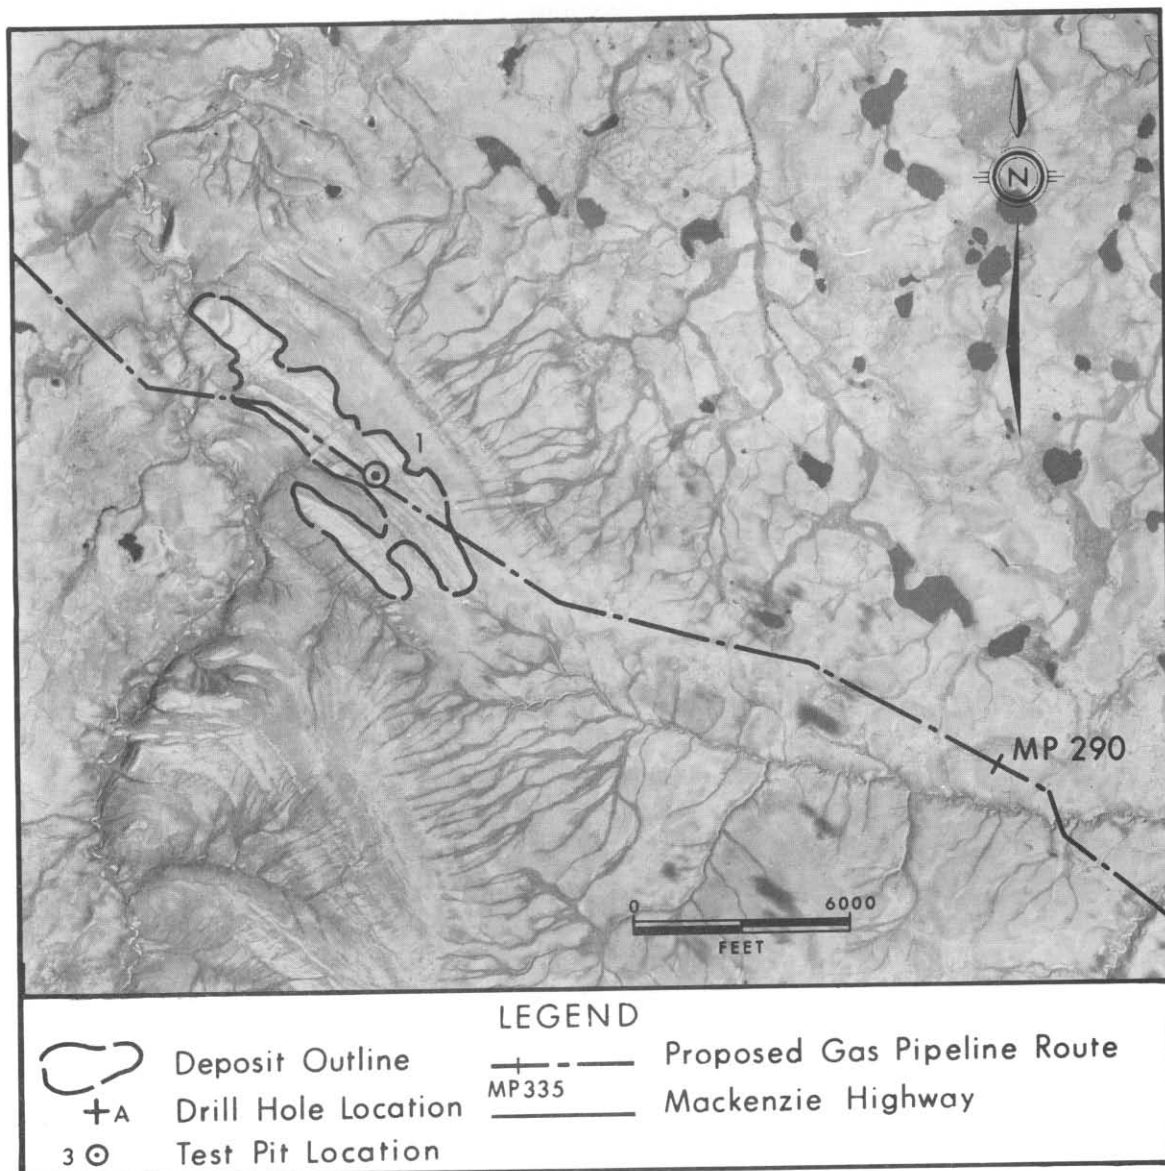 N
1
MP 290
0 6000
FEET
LEGEND
Deposit Outline
Proposed Gas Pipeline Route
MP335
+A Drill Hole Location
Mackenzie Highway
3 Test Pit Location